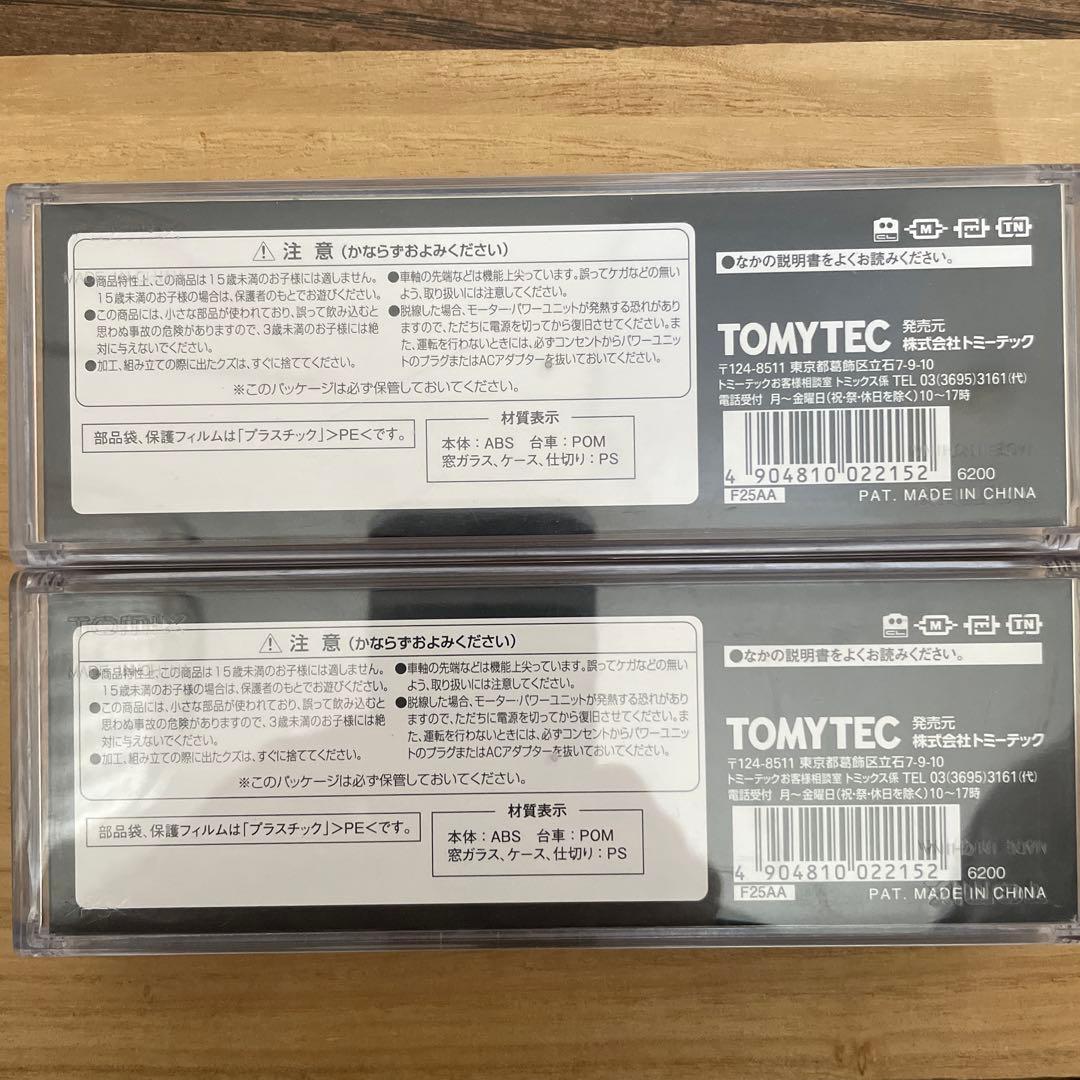 ⚠ 注 意 (かならずおよみください)
●商品特性上、この商品は15歳未満のお子様には適しません。
15歳未満のお子様の場合は、保護者のもとでお遊びください。
●この商品には、小さな部品が使われており、誤って飲み込むと
思わぬ事故の危険がありますので、3歳未満のお子様には絶
対に与えないでください。
●加工、組み立ての際に出たクズは、すぐに捨ててください。
●車軸の先端などは機能上尖っています。誤ってケガなどの無い
よう、取り扱いには注意してください。
●脱線した場合、モーター・パワーユニットが発熱する恐れがあり
ますので、ただちに電源を切ってから復旧させてください。ま
た、運転を行わないときには、必ずコンセントからパワーユニッ
トのプラグまたはACアダプターを抜いておいてください。
※このパッケージは必ず保管しておいてください。
部品袋、保護フィルムは「プラスチック」>PE<です。
材質表示
本体：ABS 台車：POM
窓ガラス、ケース、仕切り：PS
CL M TN
●なかの説明書をよくお読みください。
TOMYTEC 発売元
株式会社トミーテック
〒124-8511 東京都葛飾区立石7-9-10
トミーテックお客様相談室 トミックス係 TEL 03(3695)3161(代)
電話受付 月〜金曜日(祝・祭・休日を除く)10〜17時
4 904810 022152 6200
F25AA PAT. MADE IN CHINA
TOMIX
⚠ 注 意 (かならずおよみください)
●商品特性上、この商品は15歳未満のお子様には適しません。
15歳未満のお子様の場合は、保護者のもとでお遊びください。
●この商品には、小さな部品が使われており、誤って飲み込むと
思わぬ事故の危険がありますので、3歳未満のお子様には絶
対に与えないでください。
●加工、組み立ての際に出たクズは、すぐに捨ててください。
●車軸の先端などは機能上尖っています。誤ってケガなどの無い
よう、取り扱いには注意してください。
●脱線した場合、モーター・パワーユニットが発熱する恐れがあり
ますので、ただちに電源を切ってから復旧させてください。ま
た、運転を行わないときには、必ずコンセントからパワーユニッ
トのプラグまたはACアダプターを抜いておいてください。
※このパッケージは必ず保管しておいてください。
部品袋、保護フィルムは「プラスチック」>PE<です。
材質表示
本体：ABS 台車：POM
窓ガラス、ケース、仕切り：PS
CL M TN
●なかの説明書をよくお読みください。
TOMYTEC 発売元
株式会社トミーテック
〒124-8511 東京都葛飾区立石7-9-10
トミーテックお客様相談室 トミックス係 TEL 03(3695)3161(代)
電話受付 月〜金曜日(祝・祭・休日を除く)10〜17時
4 904810 022152 6200
F25AA PAT. MADE IN CHINA